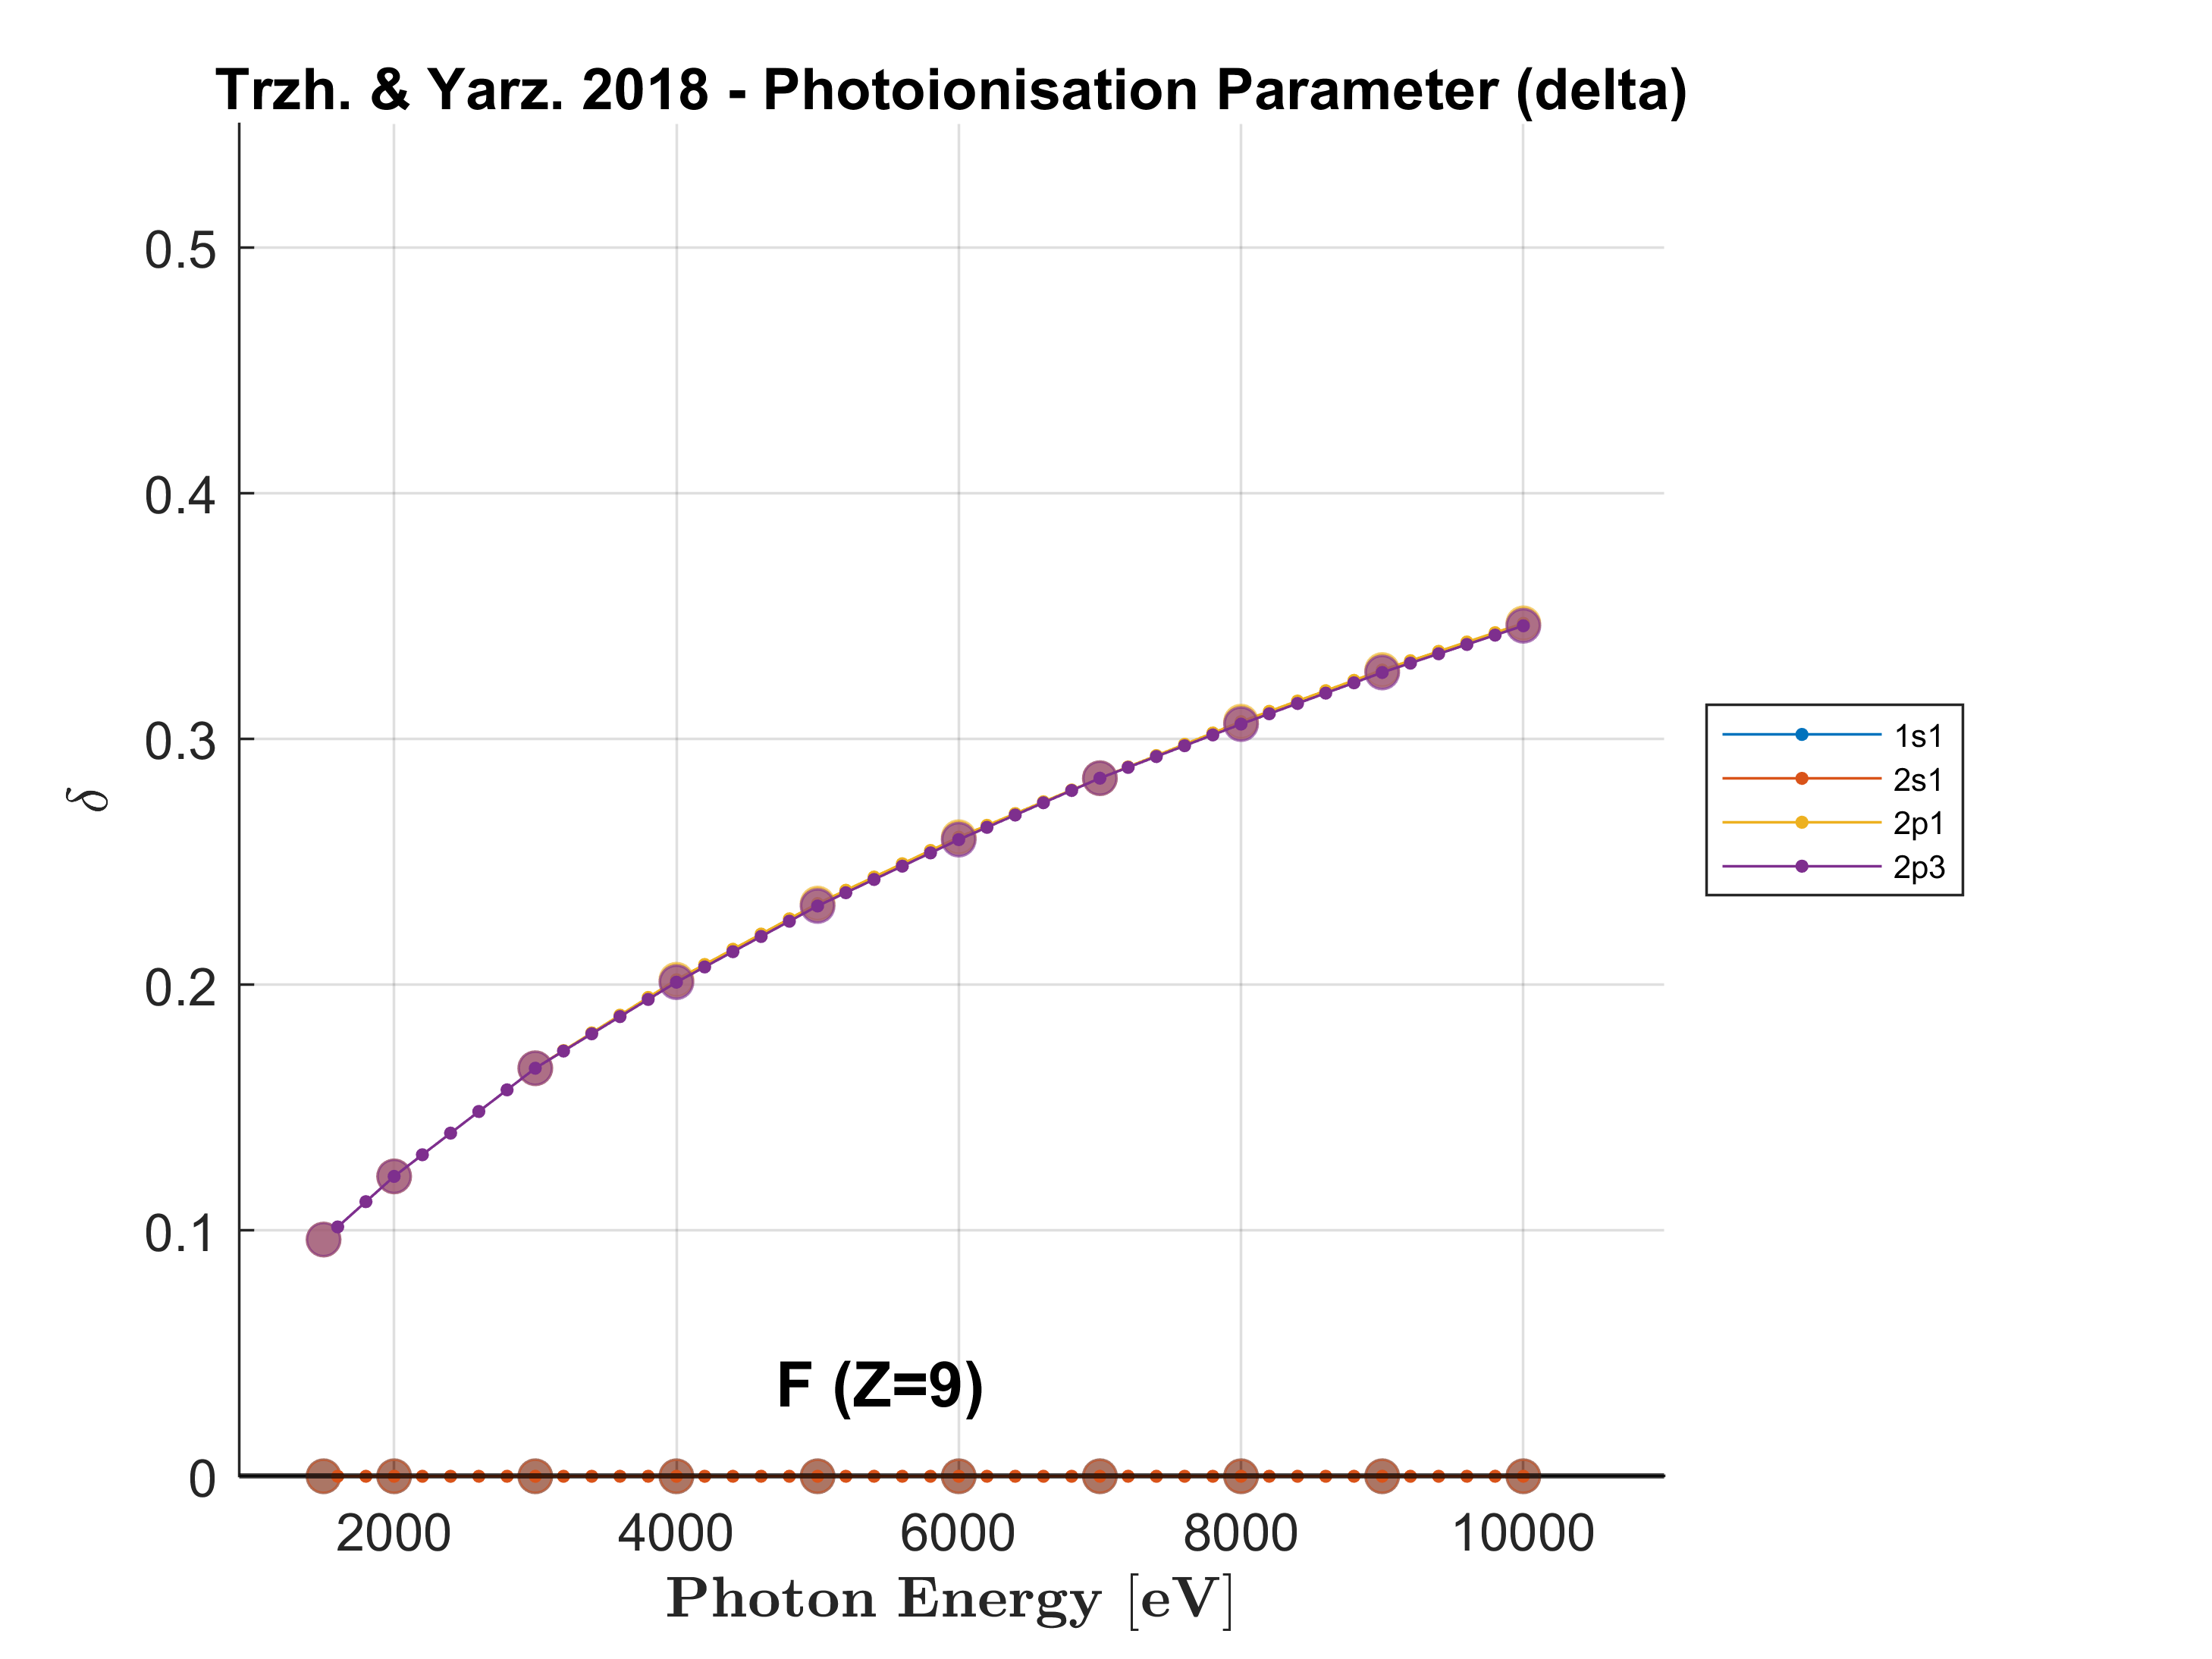 Trzh. & Yarz. 2018 - Photoionisation Parameter (delta)
0.5
0.4
0.3
0.2
0.1
0
δ
1s1
2s1
2p1
2p3
F (Z=9)
2000 4000 6000 8000 10000
Photon Energy [eV]